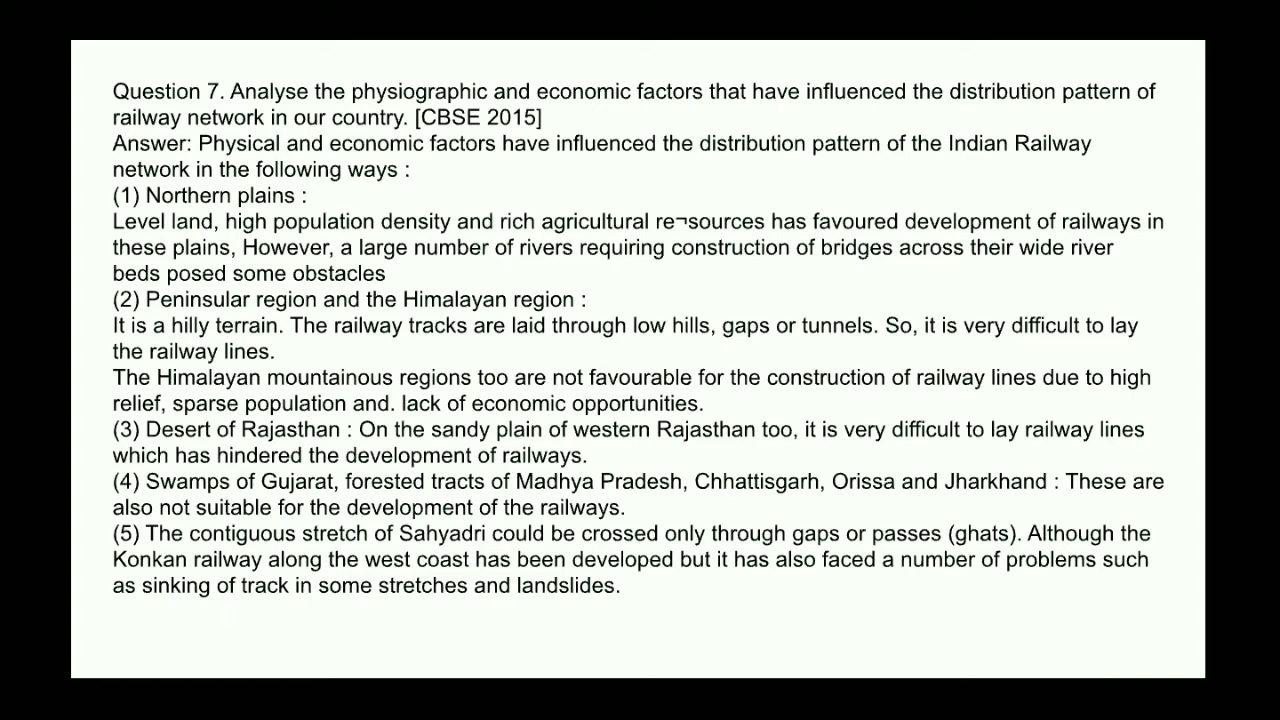 Question 7. Analyse the physiographic and economic factors that have influenced the distribution pattern of
railway network in our country. [CBSE 2015]
Answer: Physical and economic factors have influenced the distribution pattern of the Indian Railway
network in the following ways :
(1) Northern plains :
Level land, high population density and rich agricultural re¬sources has favoured development of railways in
these plains, However, a large number of rivers requiring construction of bridges across their wide river
beds posed some obstacles
(2) Peninsular region and the Himalayan region :
It is a hilly terrain. The railway tracks are laid through low hills, gaps or tunnels. So, it is very difficult to lay
the railway lines.
The Himalayan mountainous regions too are not favourable for the construction of railway lines due to high
relief, sparse population and. lack of economic opportunities.
(3) Desert of Rajasthan : On the sandy plain of western Rajasthan too, it is very difficult to lay railway lines
which has hindered the development of railways.
(4) Swamps of Gujarat, forested tracts of Madhya Pradesh, Chhattisgarh, Orissa and Jharkhand : These are
also not suitable for the development of the railways.
(5) The contiguous stretch of Sahyadri could be crossed only through gaps or passes (ghats). Although the
Konkan railway along the west coast has been developed but it has also faced a number of problems such
as sinking of track in some stretches and landslides.